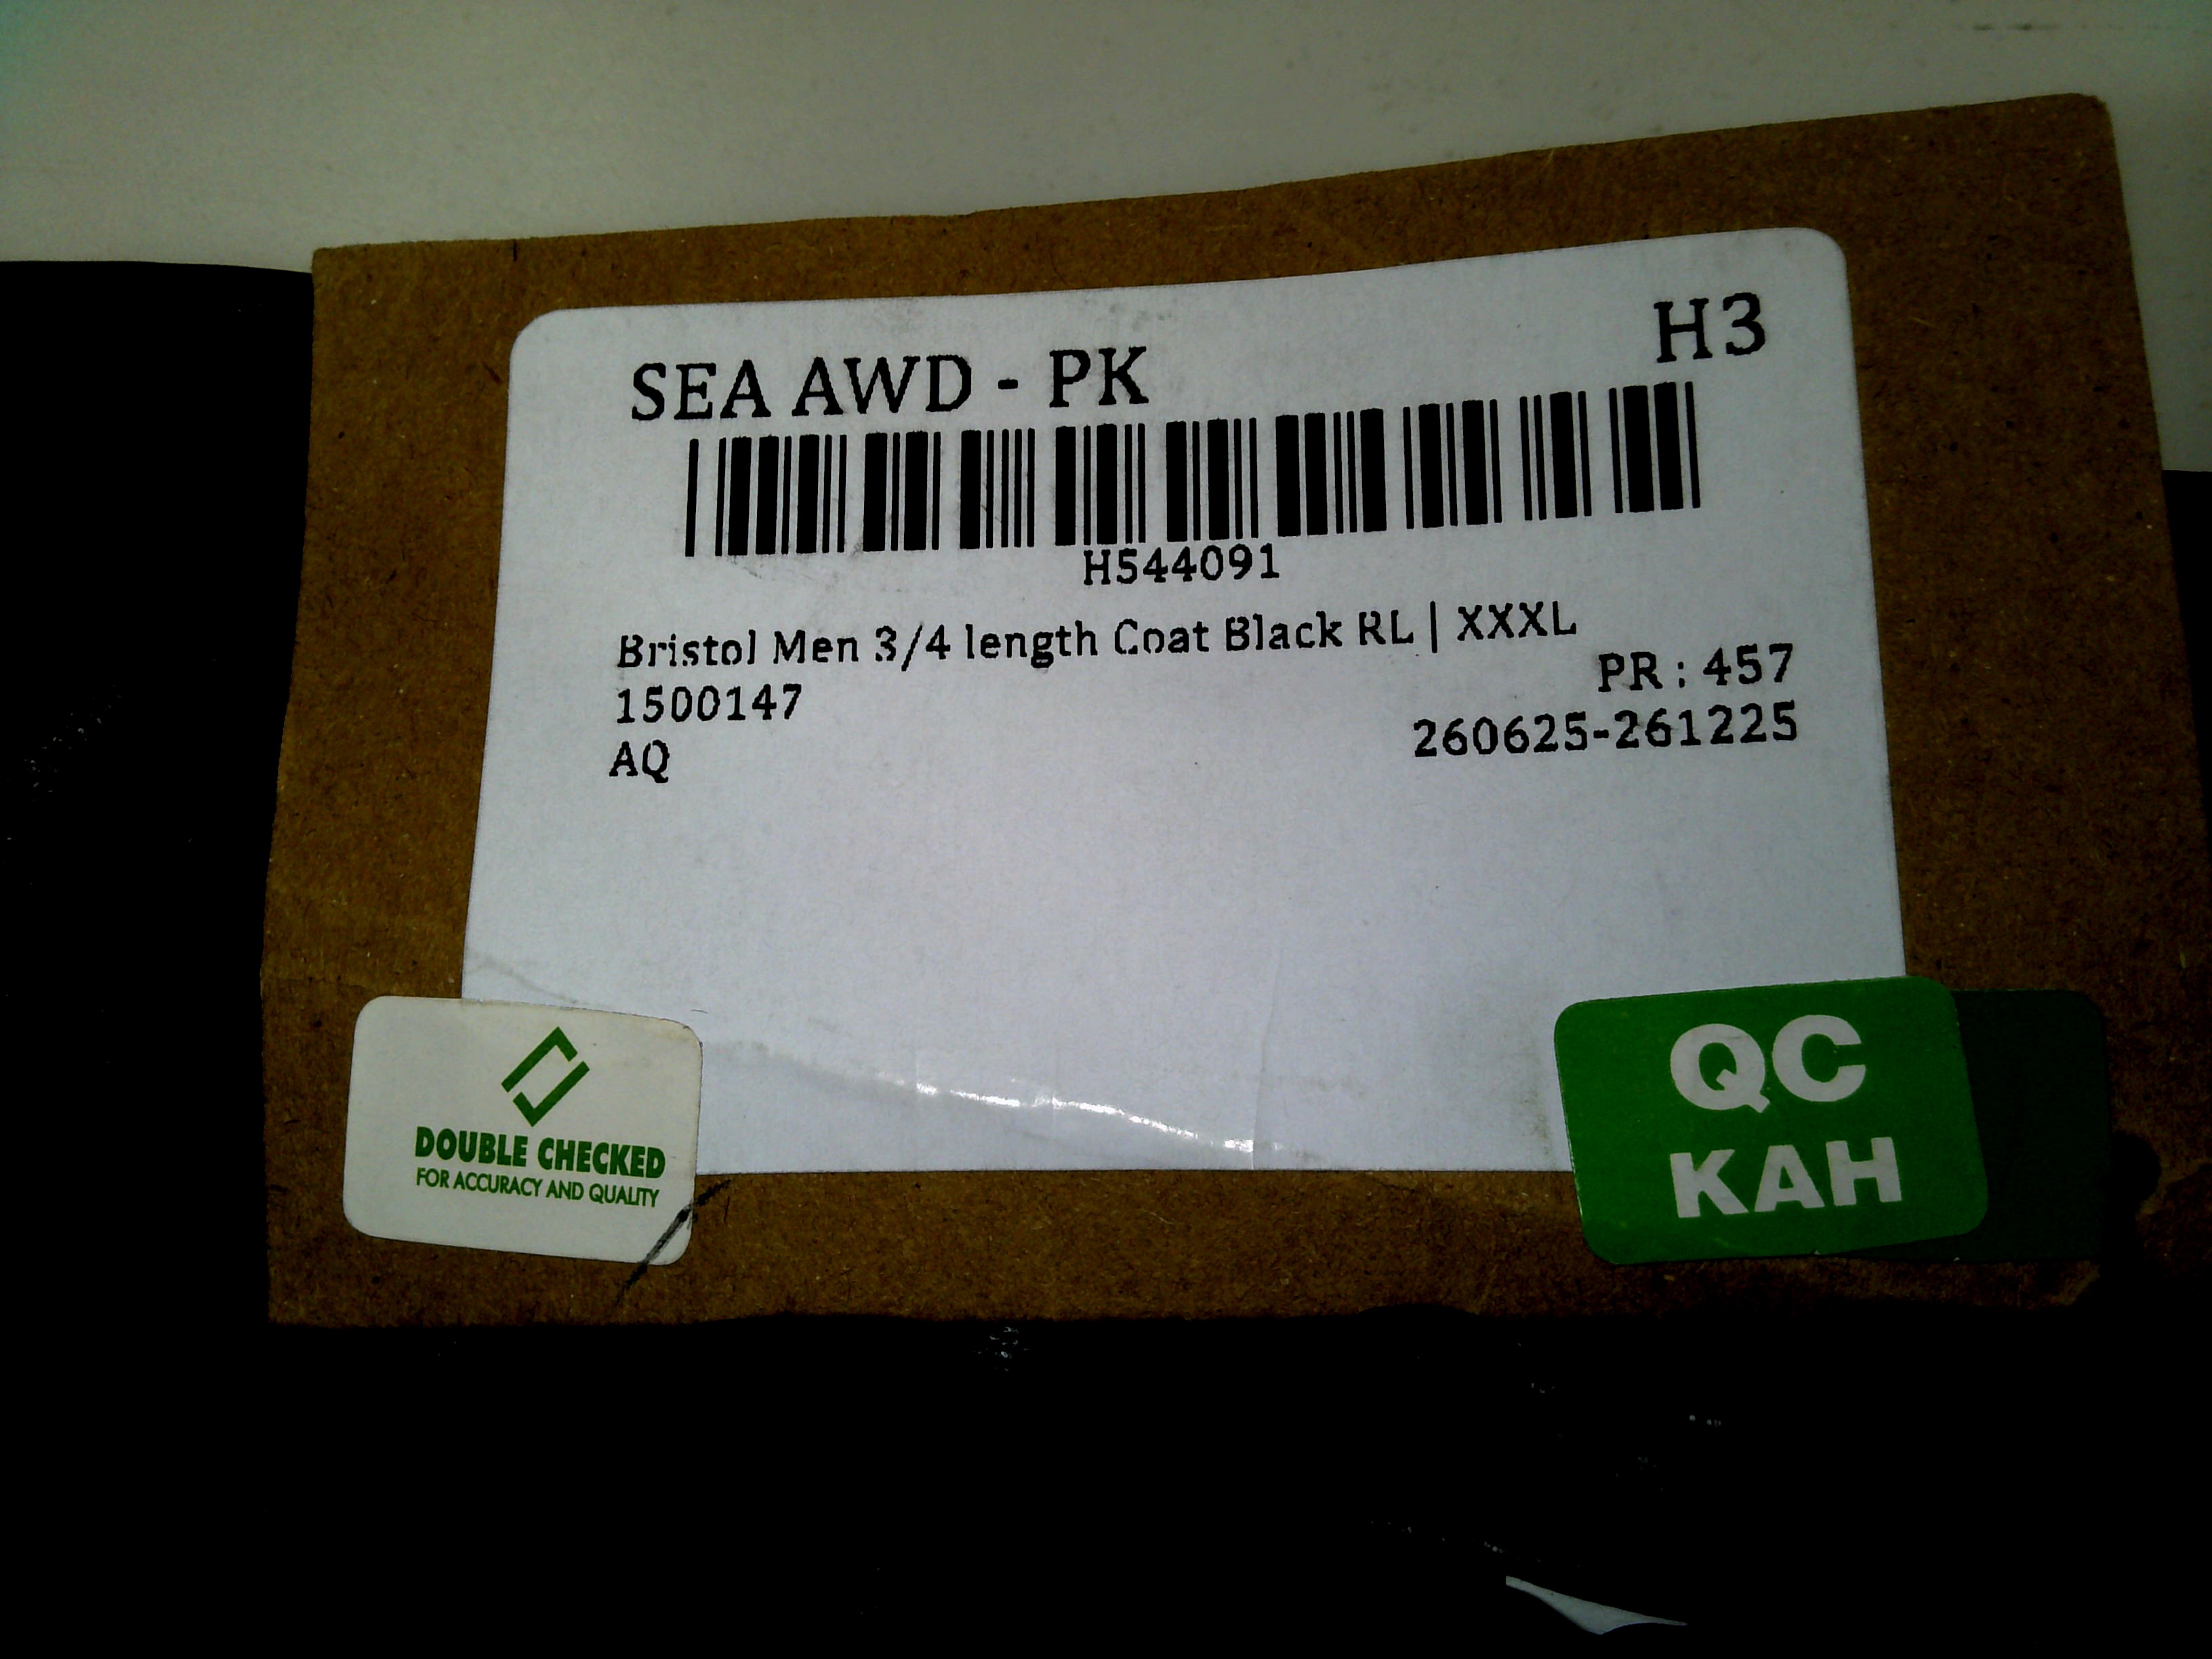 SEA AWD - PK
H3
H544091
Bristol Men 3/4 length Coat Black RL | XXXL
1500147
PR : 457
AQ
260625-261225
DOUBLE CHECKED
FOR ACCURACY AND QUALITY
QC
KAH